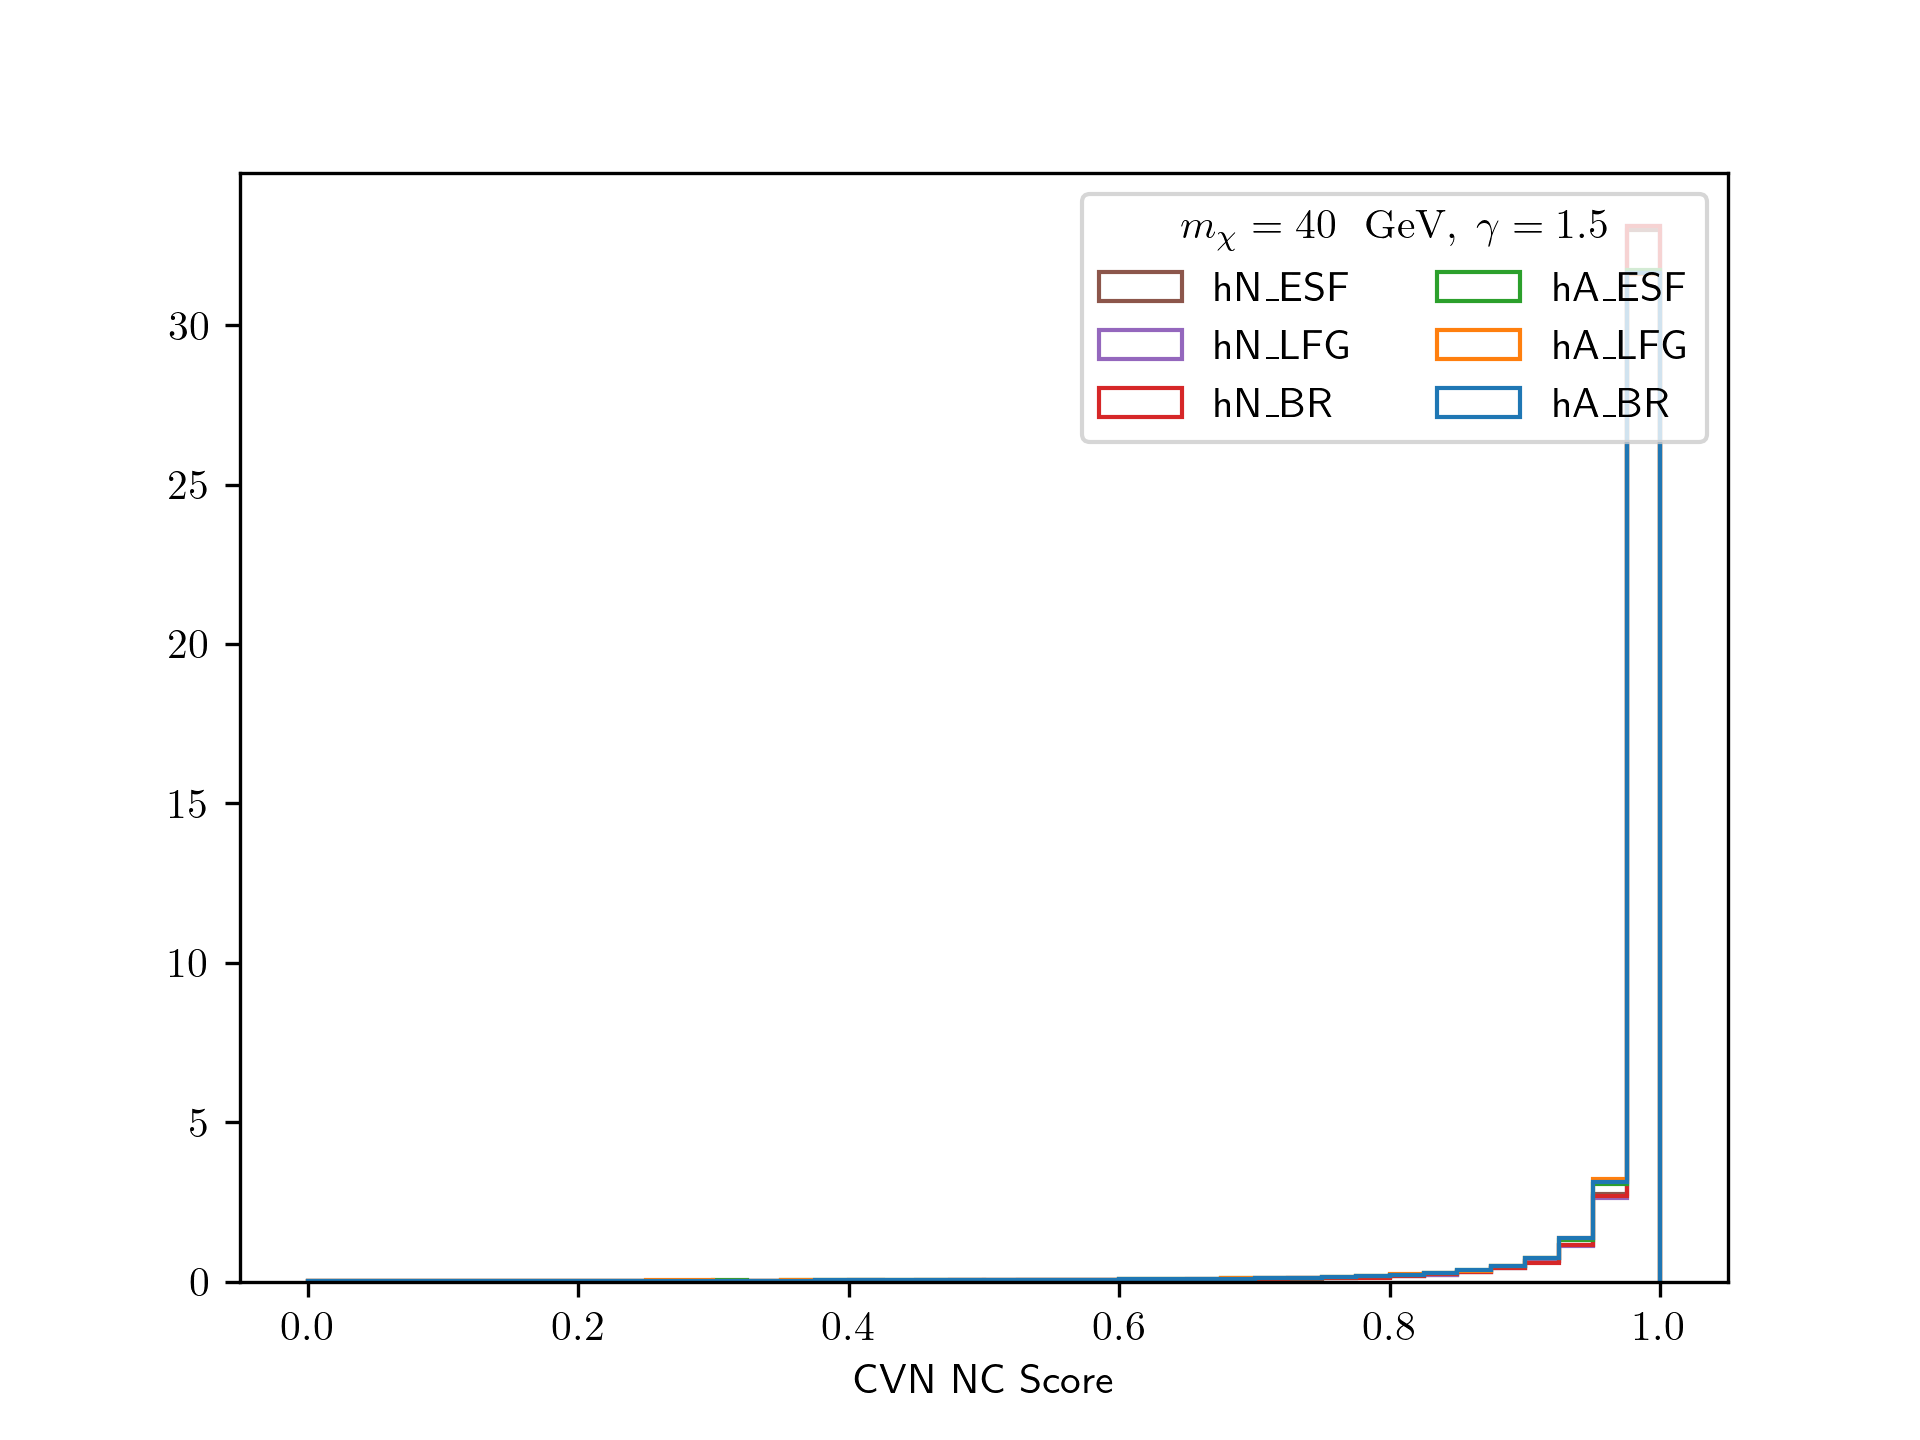 m_χ = 40 GeV, γ = 1.5
hN_ESF hA_ESF
hN_LFG hA_LFG
hN_BR hA_BR
30
25
20
15
10
5
0
0.0 0.2 0.4 0.6 0.8 1.0
CVN NC Score